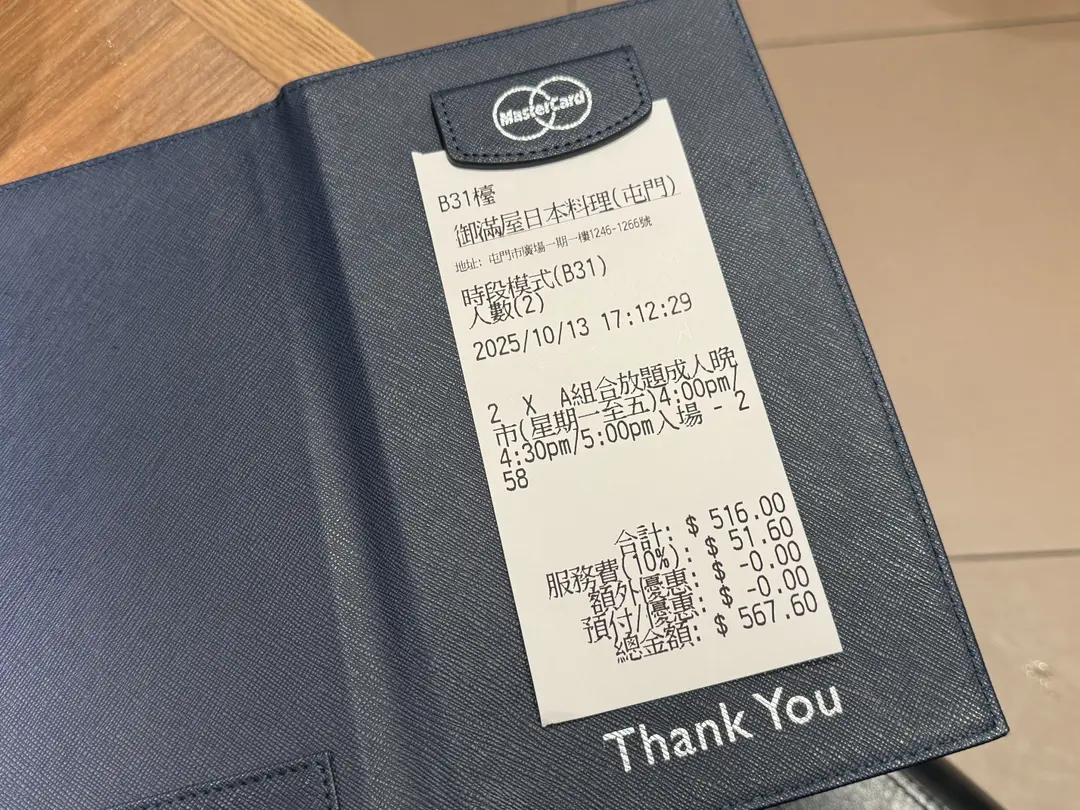 MasterCard
B31檯
御滿屋日本料理(屯門)
地址: 屯門市廣場一期一樓1246-1266號
時段模式(B31)
人數(2)
2025/10/13 17:12:29
2 X A組合放題成人晚
市(星期一至五)4:00pm/
4:30pm/5:00pm入場 - 2
58
合計: $ 516.00
服務費(10%): $ 51.60
額外優惠: $ -0.00
預付/優惠: $ -0.00
總金額: $ 567.60
Thank You